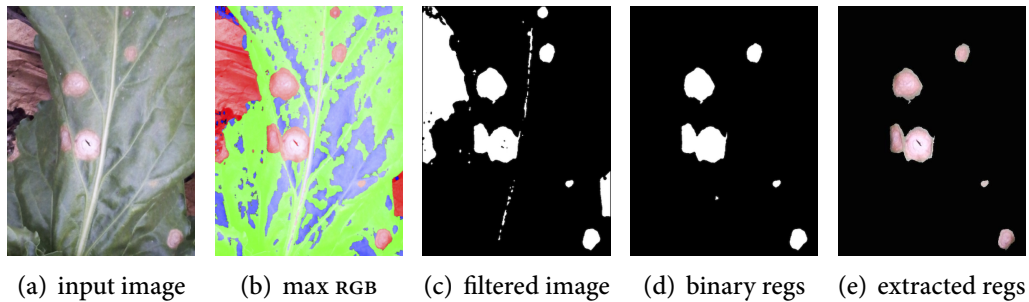 (a) input image (b) max RGB (c) filtered image (d) binary regs (e) extracted regs